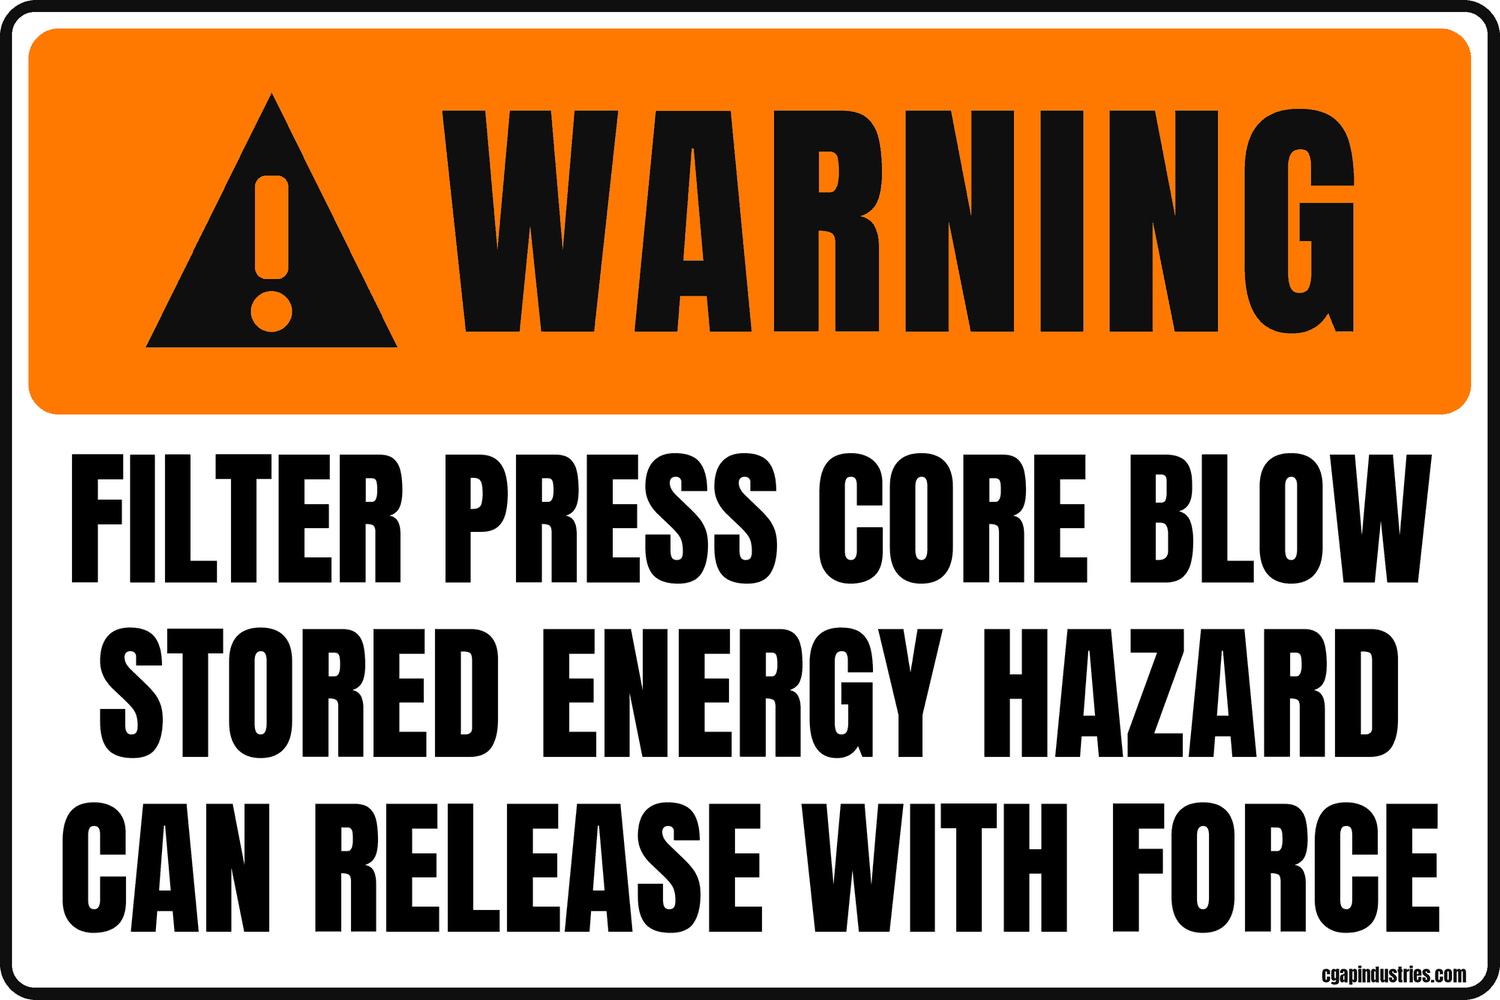 WARNING
FILTER PRESS CORE BLOW
STORED ENERGY HAZARD
CAN RELEASE WITH FORCE
cgapindustries.com